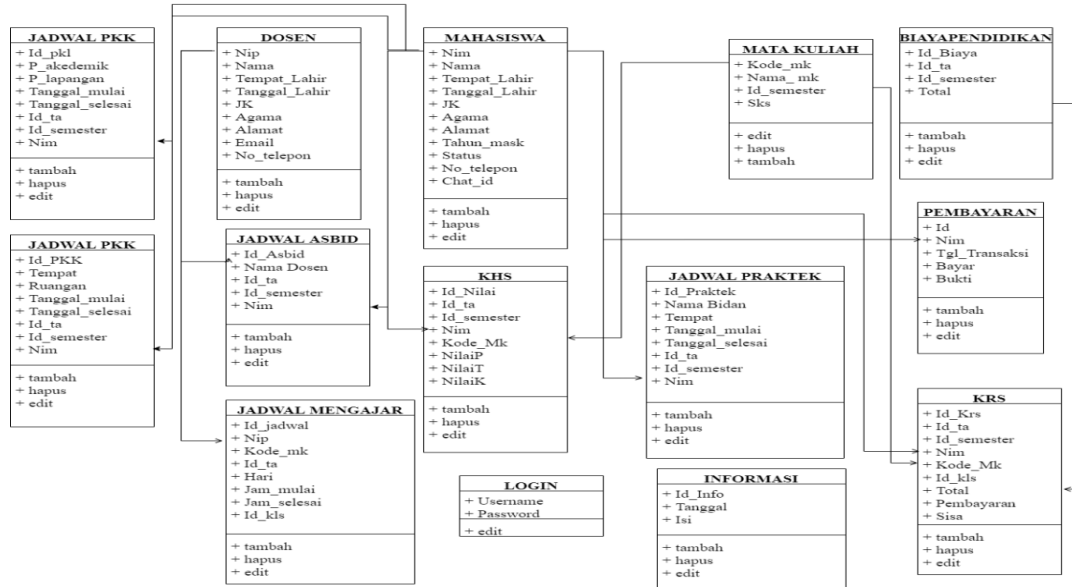 JADWAL PKK
+ Id_pkl
+ P_akedemik
+ P_lapangan
+ Tanggal_mulai
+ Tanggal_selesai
+ Id_ta
+ Id_semester
+ Nim
+ tambah
+ hapus
+ edit
DOSEN
+ Nip
+ Nama
+ Tempat_Lahir
+ Tanggal_Lahir
+ JK
+ Agama
+ Alamat
+ Email
+ No_telepon
+ tambah
+ hapus
+ edit
MAHASISWA
+ Nim
+ Nama
+ Tempat_Lahir
+ Tanggal_Lahir
+ JK
+ Agama
+ Alamat
+ Tahun_mask
+ Status
+ No_telepon
+ Chat_id
+ tambah
+ hapus
+ edit
MATA KULIAH
+ Kode_mk
+ Nama_ mk
+ Id_semester
+ Sks
+ edit
+ hapus
+ tambah
BIAYAPENDIDIKAN
+ Id_Biaya
+ Id_ta
+ Id_semester
+ Total
+ tambah
+ hapus
+ edit
JADWAL PKK
+ Id_PKK
+ Tempat
+ Ruangan
+ Tanggal_mulai
+ Tanggal_selesai
+ Id_ta
+ Id_semester
+ Nim
+ tambah
+ hapus
+ edit
JADWAL ASBID
+ Id_Asbid
+ Nama Dosen
+ Id_ta
+ Id_semester
+ Nim
+ tambah
+ hapus
+ edit
KHS
+ Id_Nilai
+ Id_ta
+ Id_semester
+ Nim
+ Kode_Mk
+ NilaiP
+ NilaiT
+ NilaiK
+ tambah
+ hapus
+ edit
JADWAL PRAKTEK
+ Id_Praktek
+ Nama Bidan
+ Tempat
+ Tanggal_mulai
+ Tanggal_selesai
+ Id_ta
+ Id_semester
+ Nim
+ tambah
+ hapus
+ edit
PEMBAYARAN
+ Id
+ Nim
+ Tgl_Transaksi
+ Bayar
+ Bukti
+ tambah
+ hapus
+ edit
JADWAL MENGAJAR
+ Id_jadwal
+ Nip
+ Kode_mk
+ Id_ta
+ Hari
+ Jam_mulai
+ Jam_selesai
+ Id_kls
+ tambah
+ hapus
+ edit
LOGIN
+ Username
+ Password
+ edit
INFORMASI
+ Id_Info
+ Tanggal
+ Isi
+ tambah
+ hapus
+ edit
KRS
+ Id_Krs
+ Id_ta
+ Id_semester
+ Nim
+ Kode_Mk
+ Id_kls
+ Total
+ Pembayaran
+ Sisa
+ tambah
+ hapus
+ edit